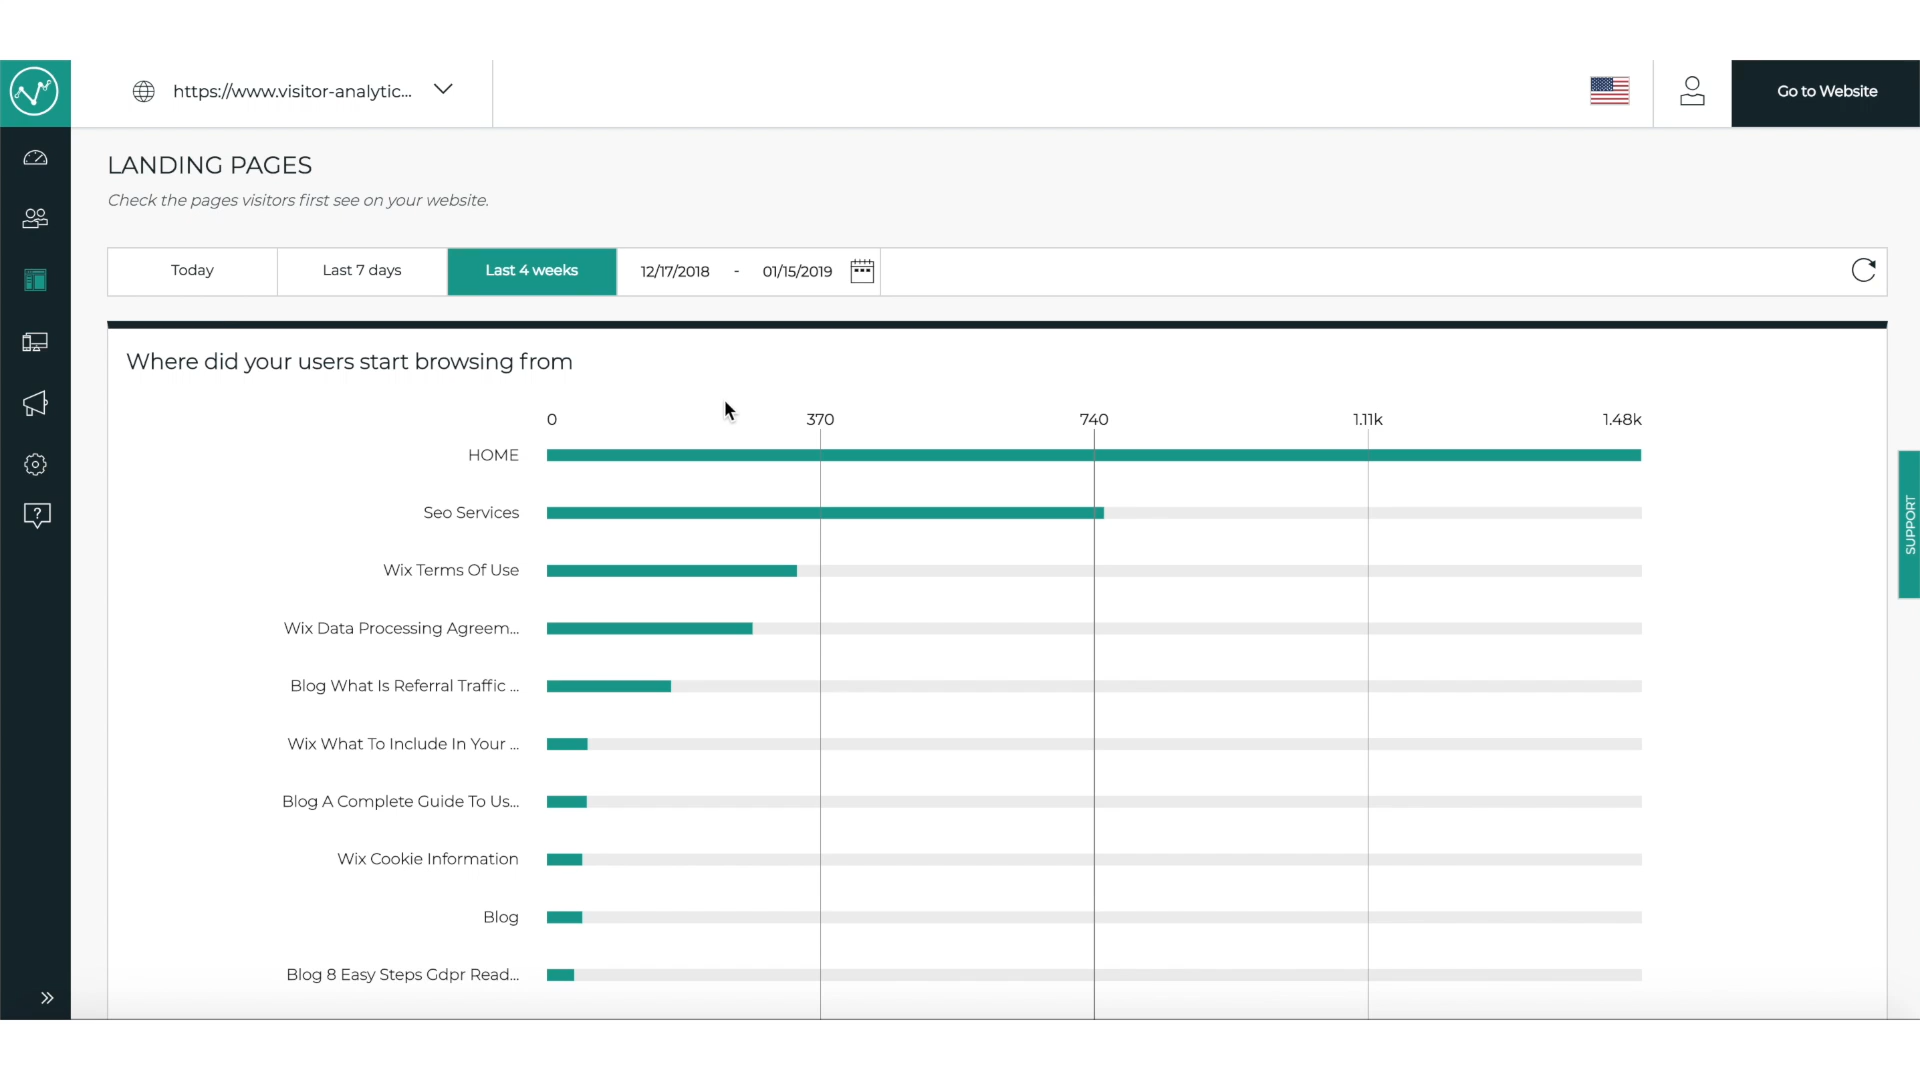 https://www.visitor-analytic...
Go to Website
LANDING PAGES
Check the pages visitors first see on your website.
Today
Last 7 days
Last 4 weeks
12/17/2018 - 01/15/2019
Where did your users start browsing from
0 370 740 1.11k 1.48k
HOME
Seo Services
SUPPORT
Wix Terms Of Use
Wix Data Processing Agreem...
Blog What Is Referral Traffic ...
Wix What To Include In Your ...
Blog A Complete Guide To Us...
Wix Cookie Information
Blog
Blog 8 Easy Steps Gdpr Read...